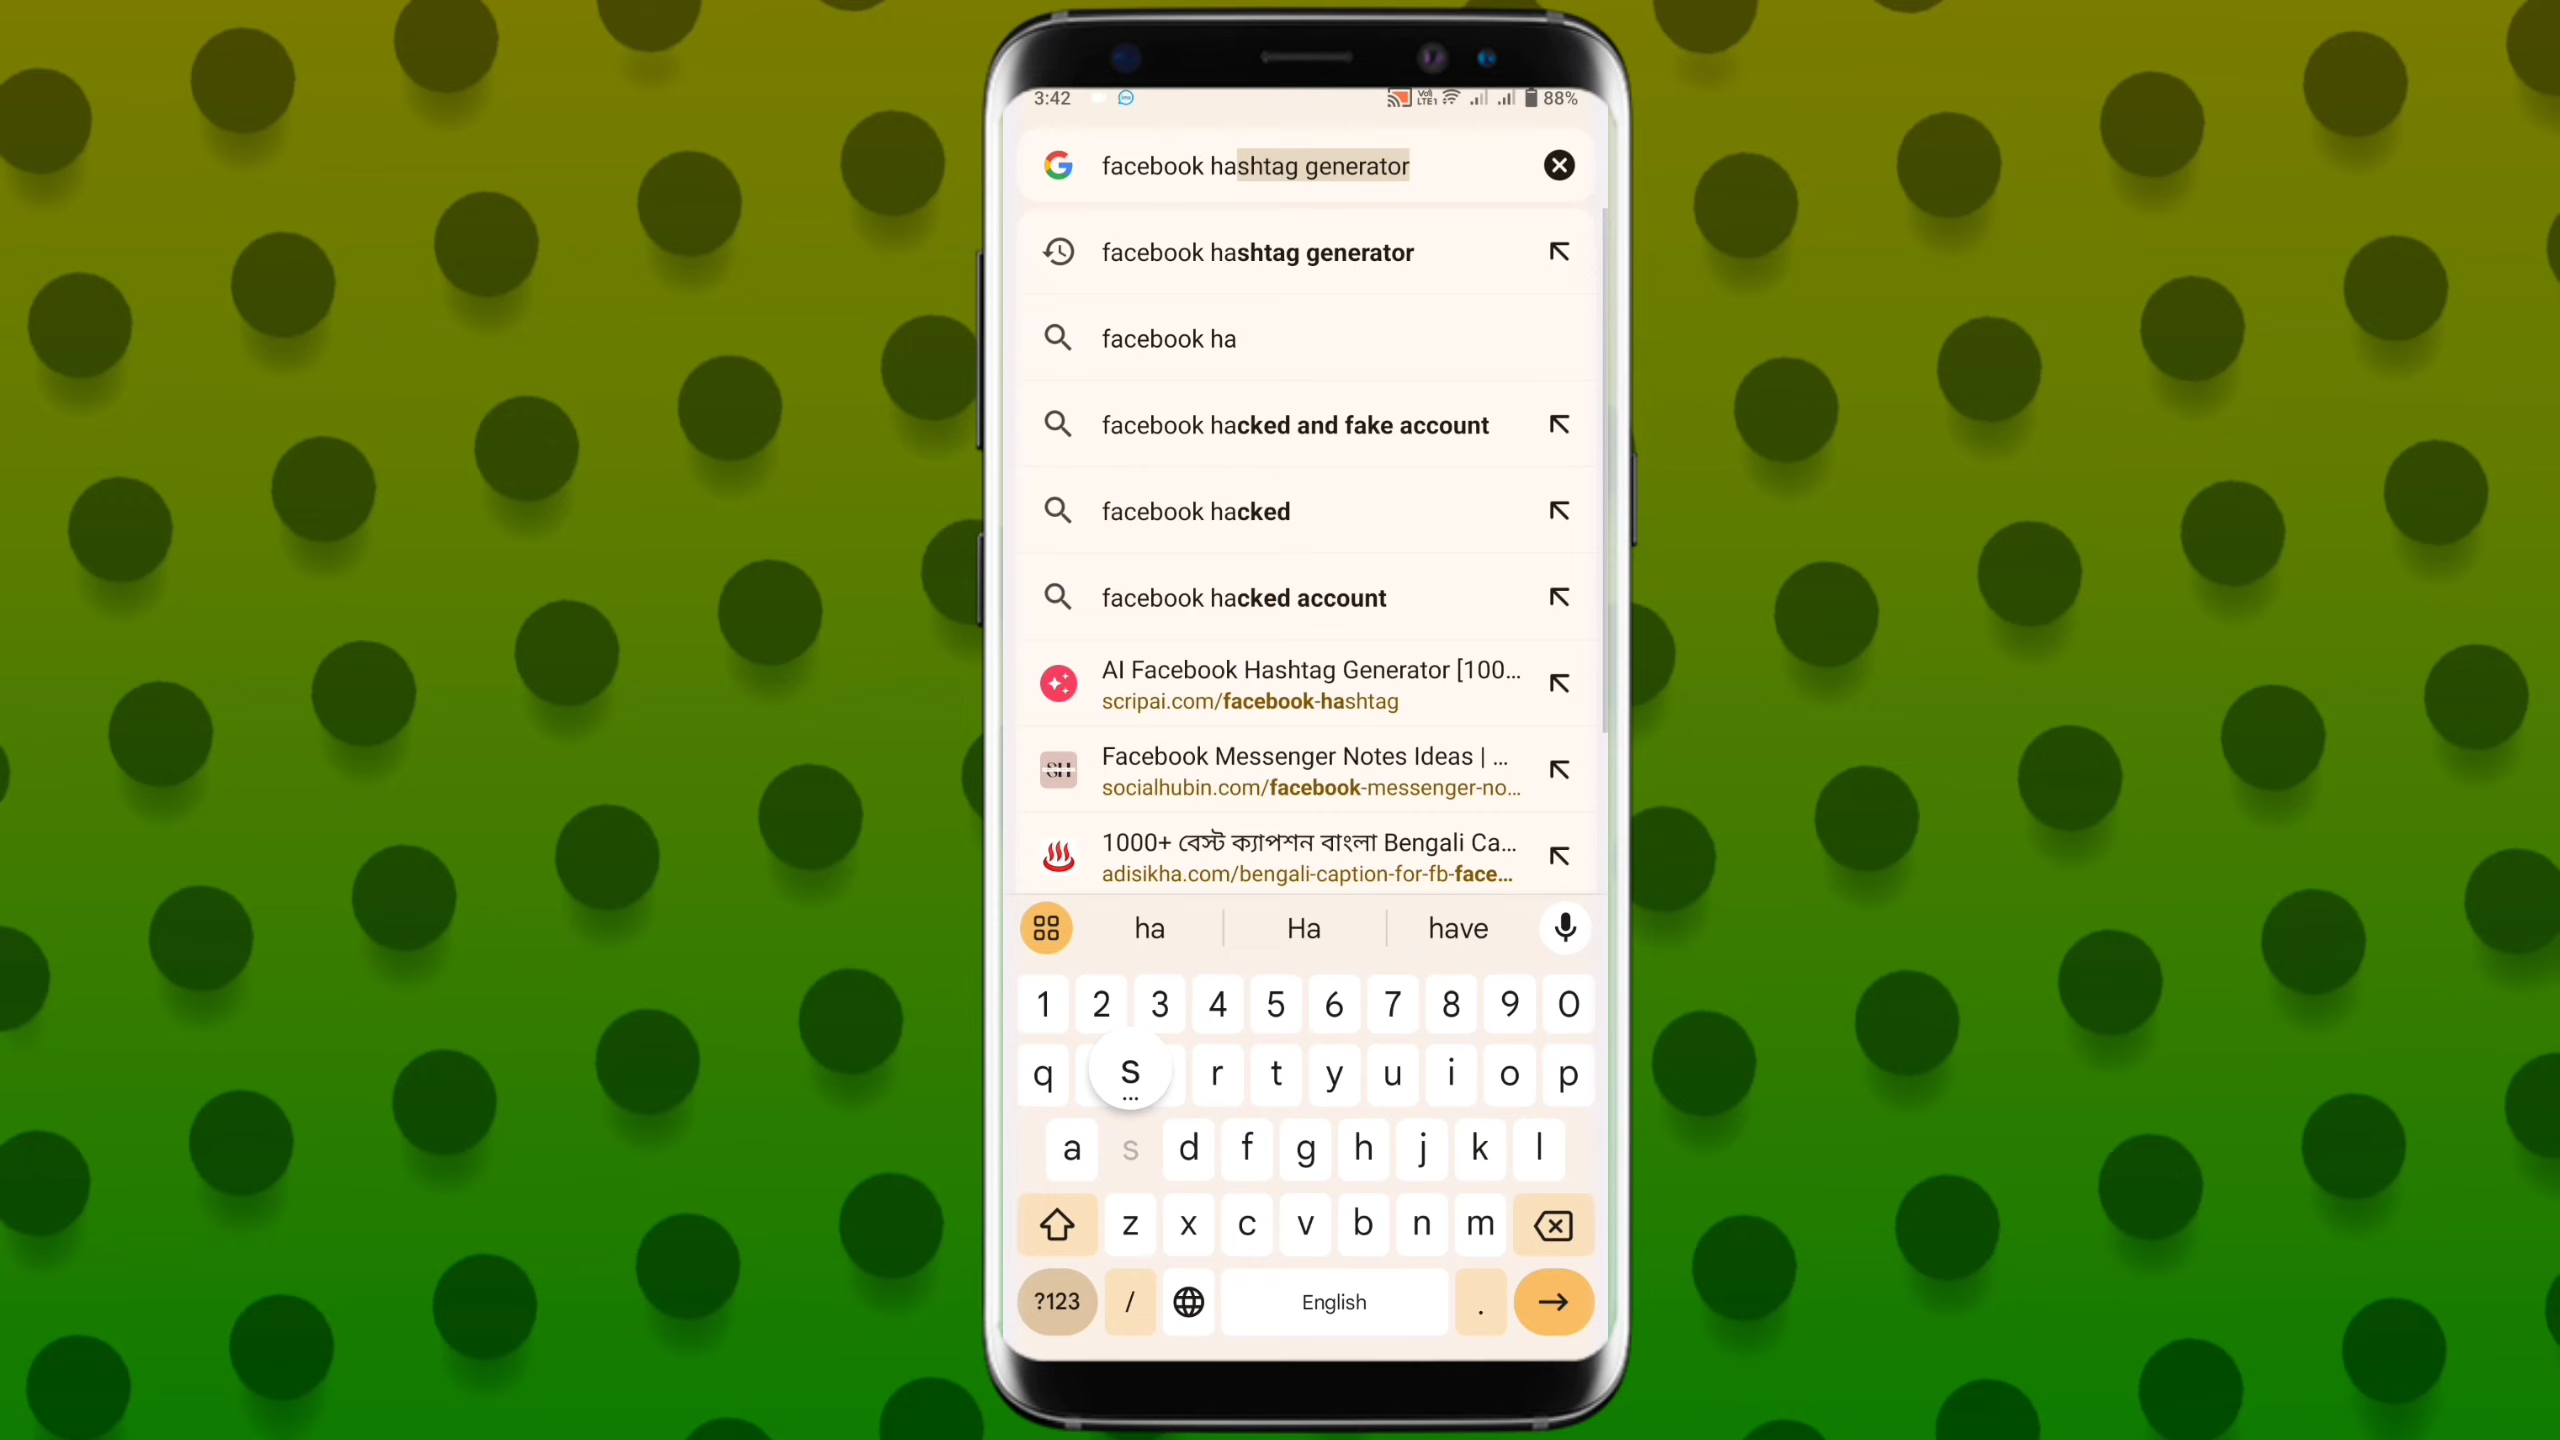 3:42
88%
facebook hashtag generator
facebook hashtag generator
facebook ha
facebook hacked and fake account
facebook hacked
facebook hacked account
AI Facebook Hashtag Generator [100...
scripai.com/facebook-hashtag
SH
Facebook Messenger Notes Ideas | ...
socialhubin.com/facebook-messenger-no...
1000+ বেস্ট ক্যাপশন বাংলা Bengali Ca...
adisikha.com/bengali-caption-for-fb-face...
ha Ha have
1 2 3 4 5 6 7 8 9 0
q s r t y u i o p
a s d f g h j k l
z x c v b n m
?123 / English .